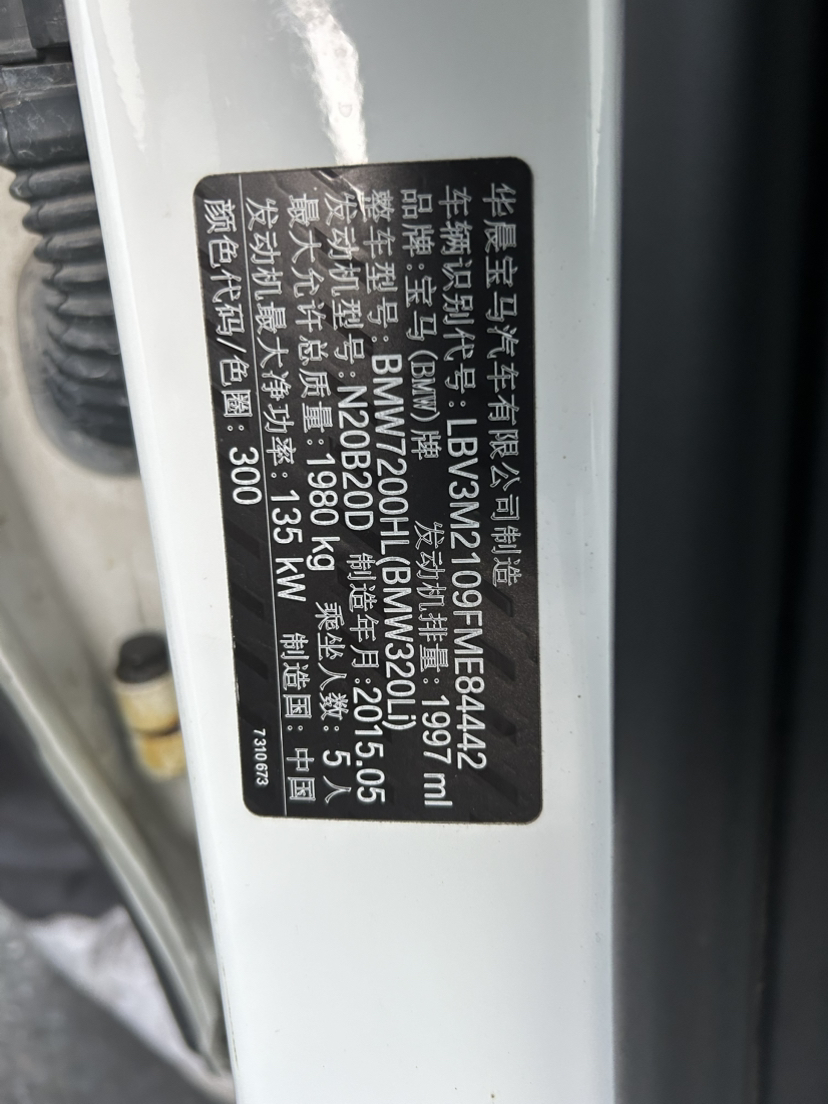 华晨宝马汽车有限公司制造
车辆识别代号: LBV3M2109FME84442
品牌:宝马(BMW)牌 发动机排量: 1997 ml
整车型号: BMW7200HL(BMW320Li)
发动机型号: N20B20D 制造年月:2015.05
最大允许总质量: 1980 kg 乘坐人数: 5 人
发动机最大净功率: 135 kW 制造国: 中国
颜色代码/色圈: 300
7 310 673